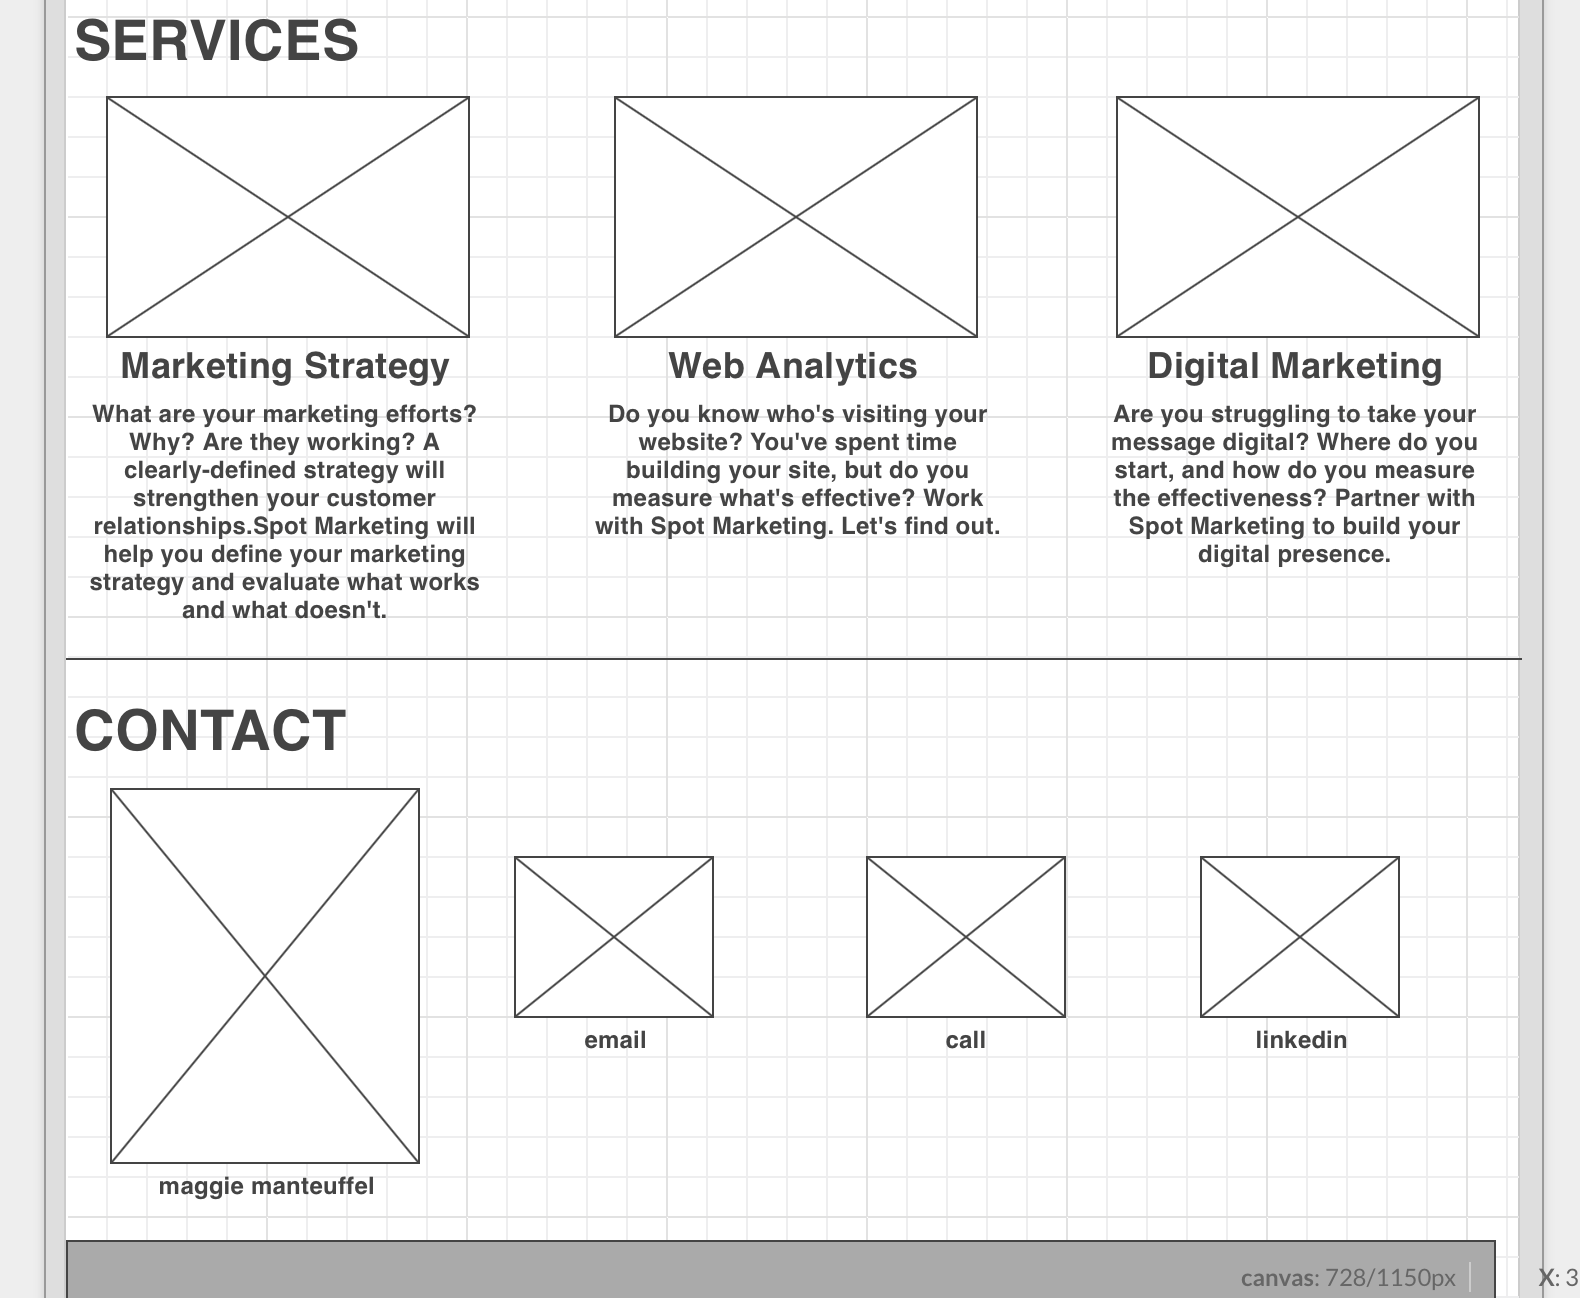 SERVICES
Marketing Strategy
What are your marketing efforts?
Why? Are they working? A
clearly-defined strategy will
strengthen your customer
relationships.Spot Marketing will
help you define your marketing
strategy and evaluate what works
and what doesn't.
Web Analytics
Do you know who's visiting your
website? You've spent time
building your site, but do you
measure what's effective? Work
with Spot Marketing. Let's find out.
Digital Marketing
Are you struggling to take your
message digital? Where do you
start, and how do you measure
the effectiveness? Partner with
Spot Marketing to build your
digital presence.
CONTACT
maggie manteuffel
email
call
linkedin
canvas: 728/1150px
X: 3